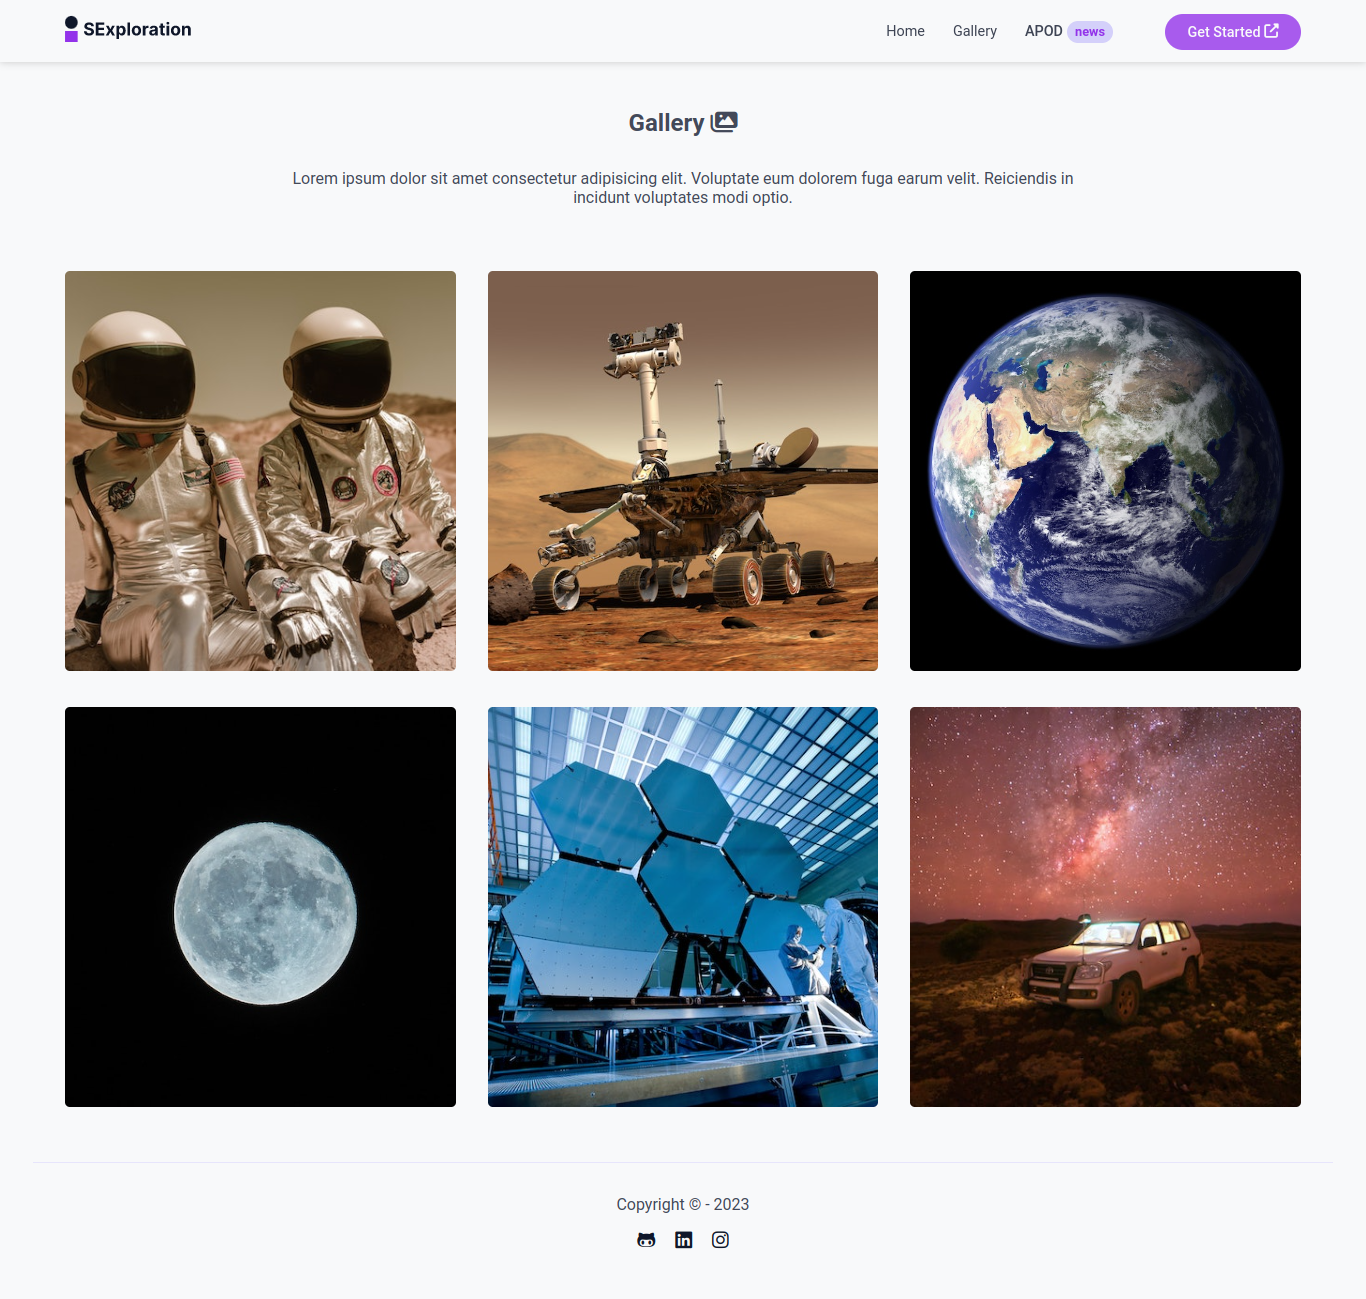 SExploration
Home
Gallery
APOD news
Get Started
Gallery
Lorem ipsum dolor sit amet consectetur adipisicing elit. Voluptate eum dolorem fuga earum velit. Reiciendis in
incidunt voluptates modi optio.
Copyright © - 2023